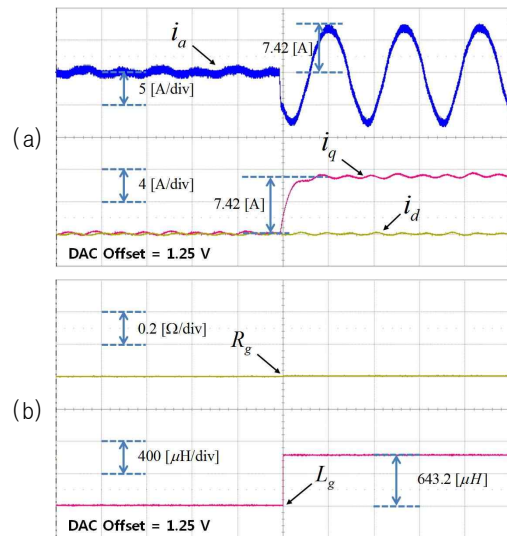 (a)
i_a
7.42 [A]
5 [A/div]
4 [A/div]
7.42 [A]
i_q
i_d
DAC Offset = 1.25 V
(b)
0.2 [Ω/div]
R_g
400 [μH/div]
L_g
643.2 [μH]
DAC Offset = 1.25 V